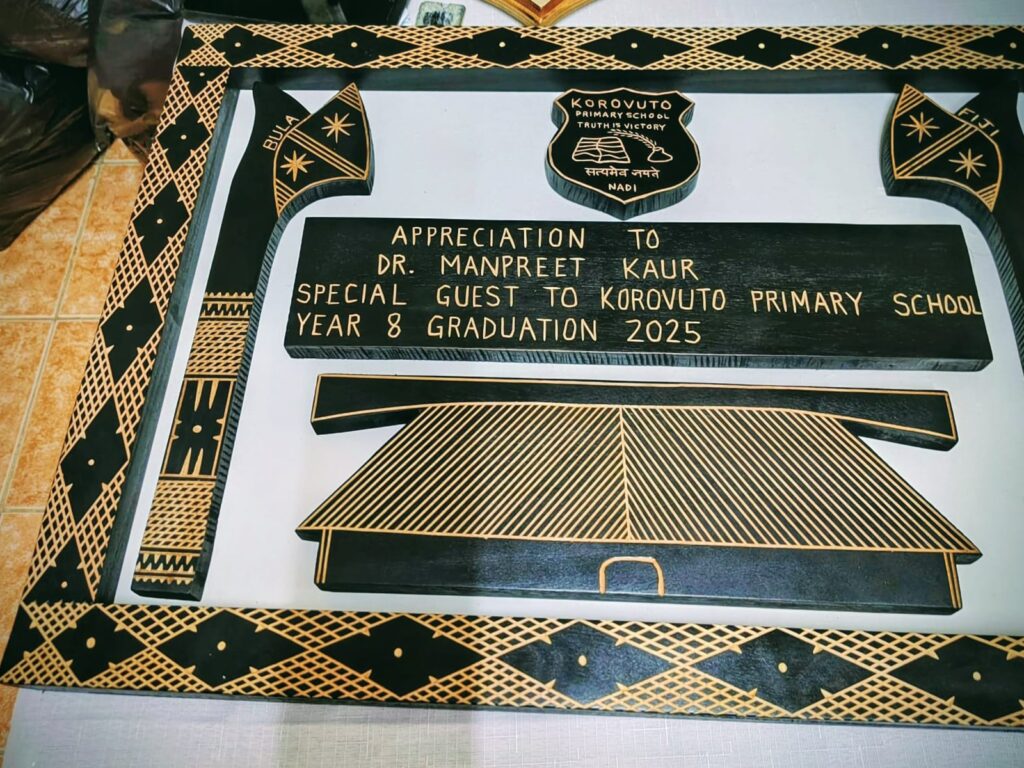 BULA
KOROVUTO
PRIMARY SCHOOL
TRUTH IS VICTORY
सत्यमेव जयते
NADI
FIJI
APPRECIATION TO
DR. MANPREET KAUR
SPECIAL GUEST TO KOROVUTO PRIMARY SCHOOL
YEAR 8 GRADUATION 2025